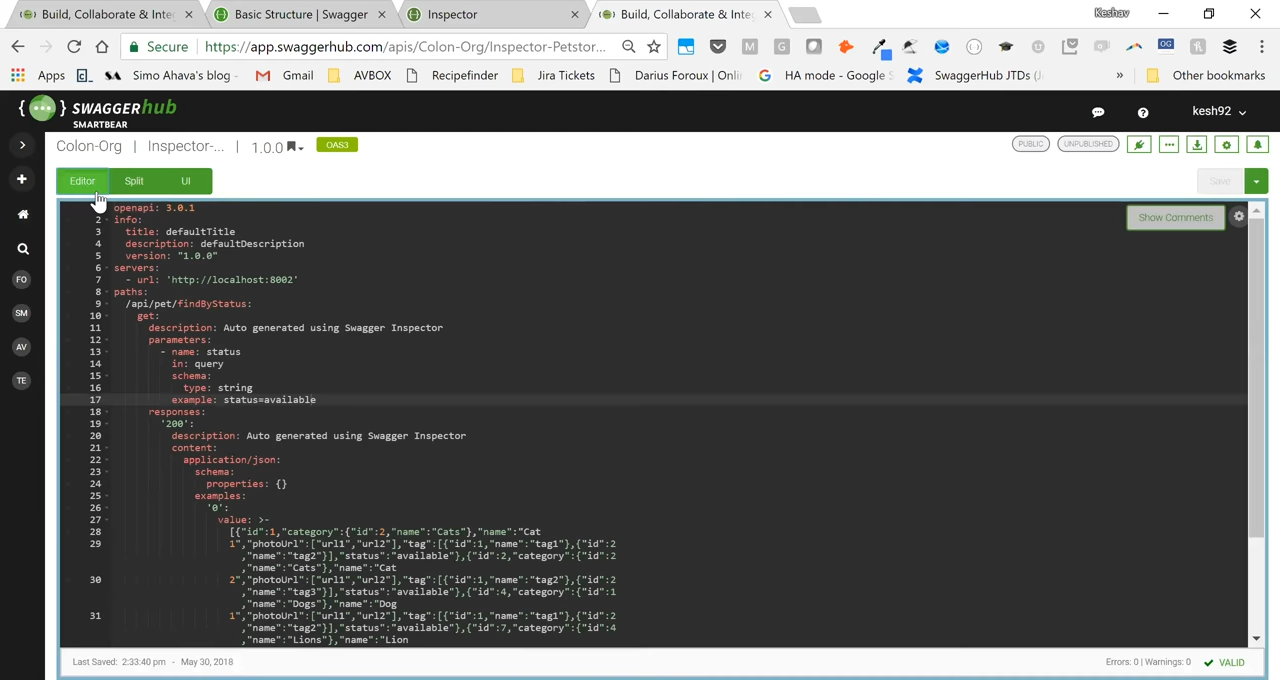 Build, Collaborate & Integ
Basic Structure | Swagger
Inspector
Build, Collaborate & Integ
Keshav
Secure
https://app.swaggerhub.com/apis/Colon-Org/Inspector-Petstor...
Apps
Simo Ahava's blog
Gmail
AVBOX
Recipefinder
Jira Tickets
Darius Foroux | Onli
HA mode - Google S
SwaggerHub JTDs (J
»
Other bookmarks
SWAGGERhub
SMARTBEAR
kesh92
Colon-Org | Inspector-... | 1.0.0
OAS3
PUBLIC
UNPUBLISHED
Editor
Split
UI
Save
Show Comments
FO
SM
AV
TE
openapi: 3.0.1
2 info:
3 title: defaultTitle
4 description: defaultDescription
5 version: "1.0.0"
6 servers:
7 - url: 'http://localhost:8002'
8 paths:
9 /api/pet/findByStatus:
10 get:
11 description: Auto generated using Swagger Inspector
12 parameters:
13 - name: status
14 in: query
15 schema:
16 type: string
17 example: status=available
18 responses:
19 '200':
20 description: Auto generated using Swagger Inspector
21 content:
22 application/json:
23 schema:
24 properties: {}
25 examples:
26 '0':
27 value: >-
28 [{"id":1,"category":{"id":2,"name":"Cats"},"name":"Cat
29 1","photoUrl":["url1","url2"],"tag":[{"id":1,"name":"tag1"},{"id":2
,"name":"tag2"}],"status":"available"},{"id":2,"category":{"id":2
,"name":"Cats"},"name":"Cat
30 2","photoUrl":["url1","url2"],"tag":[{"id":1,"name":"tag2"},{"id":2
,"name":"tag3"}],"status":"available"},{"id":4,"category":{"id":1
,"name":"Dogs"},"name":"Dog
31 1","photoUrl":["url1","url2"],"tag":[{"id":1,"name":"tag1"},{"id":2
,"name":"tag2"}],"status":"available"},{"id":7,"category":{"id":4
,"name":"Lions"},"name":"Lion
Last Saved: 2:33:40 pm - May 30, 2018
Errors: 0 | Warnings: 0
VALID